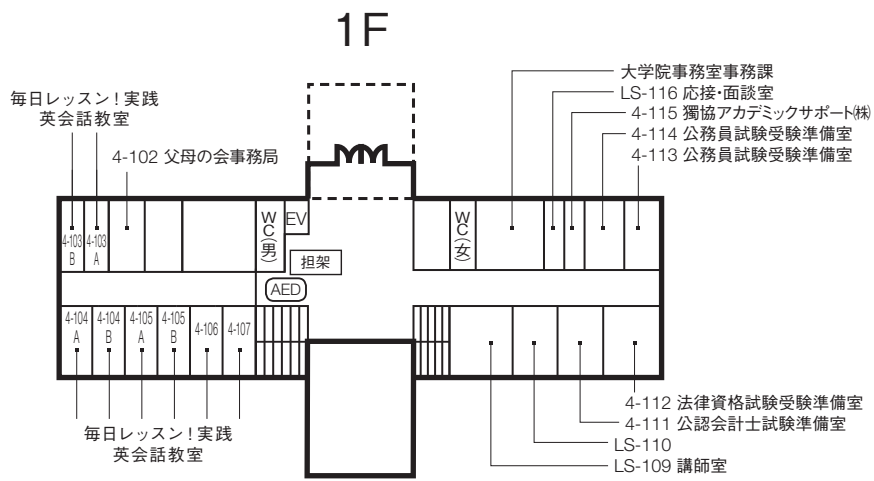 1F
毎日レッスン！実践
英会話教室
4-102 父母の会事務局
大学院事務室事務課
LS-116 応接・面談室
4-115 獨協アカデミックサポート㈱
4-114 公務員試験受験準備室
4-113 公務員試験受験準備室
4-103
B
4-103
A
WC(男)
EV
担架
AED
WC(女)
4-104
A
4-104
B
4-105
A
4-105
B
4-106
4-107
毎日レッスン！実践
英会話教室
4-112 法律資格試験受験準備室
4-111 公認会計士試験準備室
LS-110
LS-109 講師室